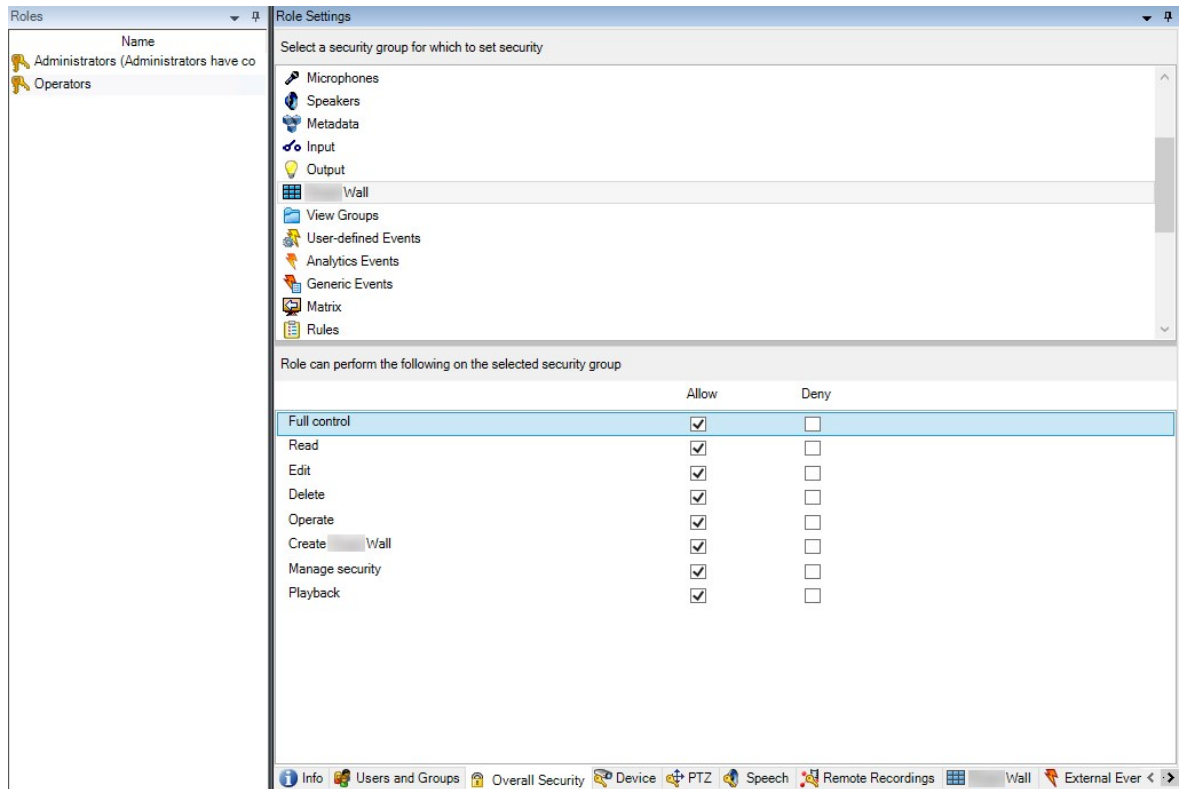 Roles
Name
Administrators (Administrators have co
Operators
Role Settings
Select a security group for which to set security
Microphones
Speakers
Metadata
Input
Output
Wall
View Groups
User-defined Events
Analytics Events
Generic Events
Matrix
Rules
Role can perform the following on the selected security group
Allow Deny
Full control
Read
Edit
Delete
Operate
Create Wall
Manage security
Playback
Info Users and Groups Overall Security Device PTZ Speech Remote Recordings Wall External Ever